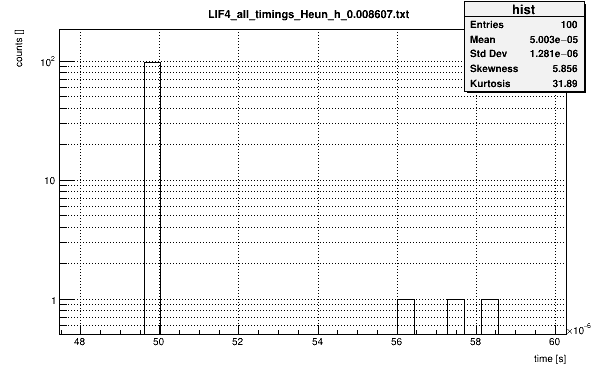 LIF4_all_timings_Heun_h_0.008607.txt
hist
Entries 100
Mean 5.003e−05
Std Dev 1.281e−06
Skewness 5.856
Kurtosis 31.89
counts []
10²
10
1
48 50 52 54 56 58 60
×10⁻⁶
time [s]